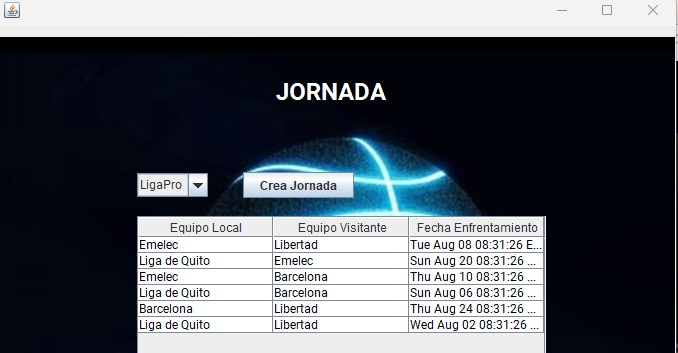 JORNADA
LigaPro Crea Jornada
Equipo Local Equipo Visitante Fecha Enfrentamiento
Emelec Libertad Tue Aug 08 08:31:26 E...
Liga de Quito Emelec Sun Aug 20 08:31:26 ...
Emelec Barcelona Thu Aug 10 08:31:26 ...
Liga de Quito Barcelona Sun Aug 06 08:31:26 ...
Barcelona Libertad Thu Aug 24 08:31:26 ...
Liga de Quito Libertad Wed Aug 02 08:31:26 ...